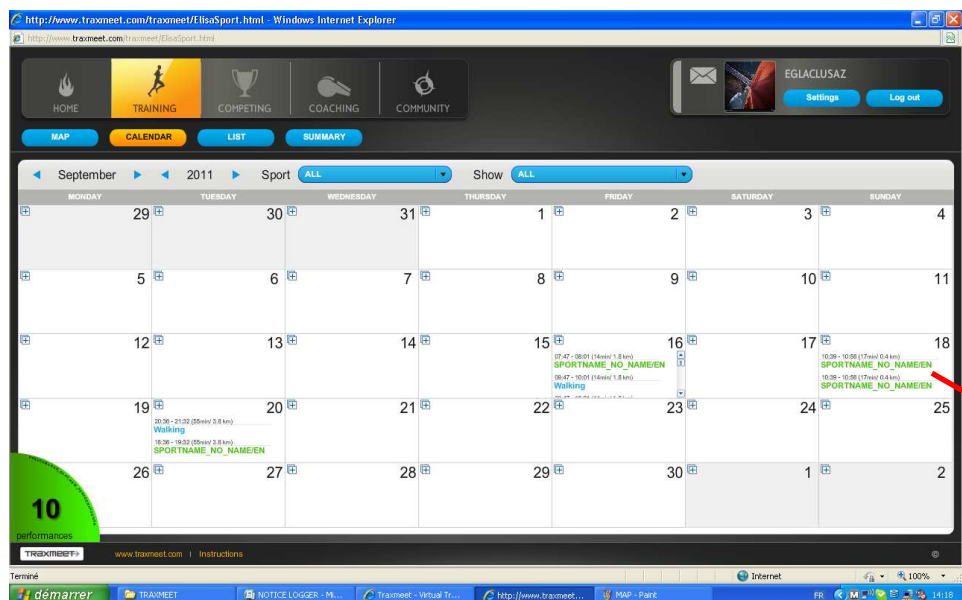 http://www.traxmeet.com/traxmeet/ElisaSport.html - Windows Internet Explorer
http://www.traxmeet.com/traxmeet/ElisaSport.html
HOME TRAINING COMPETING COACHING COMMUNITY
EGLACLUSAZ
Settings Log out
MAP CALENDAR LIST SUMMARY
September 2011 Sport ALL Show ALL
MONDAY TUESDAY WEDNESDAY THURSDAY FRIDAY SATURDAY SUNDAY
29 30 31 1 2 3 4
5 6 7 8 9 10 11
12 13 14 15 16 17 18
07:47 - 08:01 (14min/ 1.8 km)
SPORTNAME_NO_NAME/EN
09:47 - 10:01 (14min/ 1.8 km)
Walking
10:39 - 10:56 (17min/ 0.4 km)
SPORTNAME_NO_NAME/EN
10:39 - 10:56 (17min/ 0.4 km)
SPORTNAME_NO_NAME/EN
19 20 21 22 23 24 25
20:36 - 21:32 (55min/ 3.8 km)
Walking
18:36 - 19:32 (55min/ 3.8 km)
SPORTNAME_NO_NAME/EN
26 27 28 29 30 1 2
10
performances
TRAXMEET
www.traxmeet.com | Instructions
©
Terminé Internet 100%
démarrer TRAXMEET NOTICE LOGGER - Mi... Traxmeet - Virtual Tr... http://www.traxmeet... MAP - Paint FR 14:18